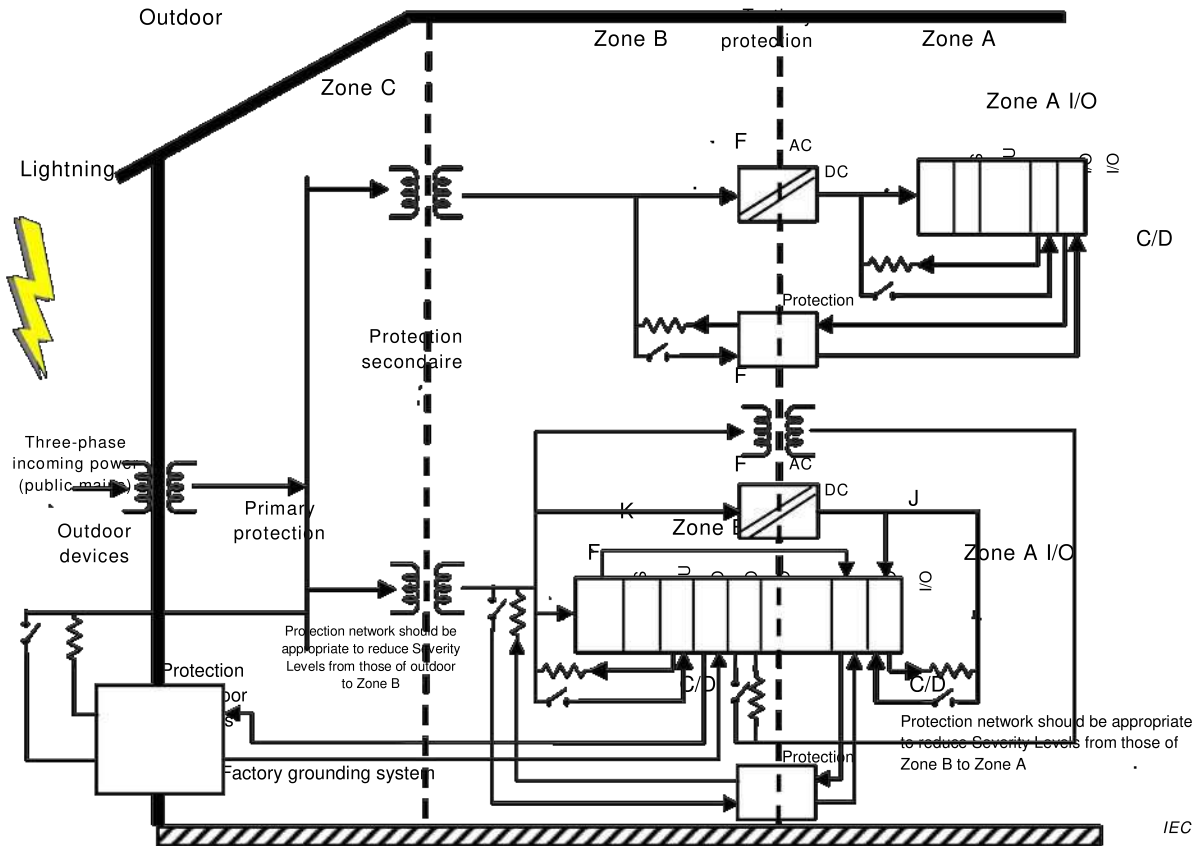 Outdoor
Zone B
protection
Zone A
Zone C
Zone A I/O
Lightning
F
AC
DC
S
U
I/O
I/O
C/D
Protection
Protection
secondaire
F
Three-phase
incoming power
(public mains)
F
AC
DC
Outdoor
devices
Primary
protection
K
J
Zone
F
Zone A I/O
S
U
I/O
Protection network should be
appropriate to reduce Severity
Levels from those of outdoor
to Zone B
Protection
C/D
C/D
Protection network should be appropriate
to reduce Severity Levels from those of
Zone B to Zone A
Protection
Factory grounding system
IEC